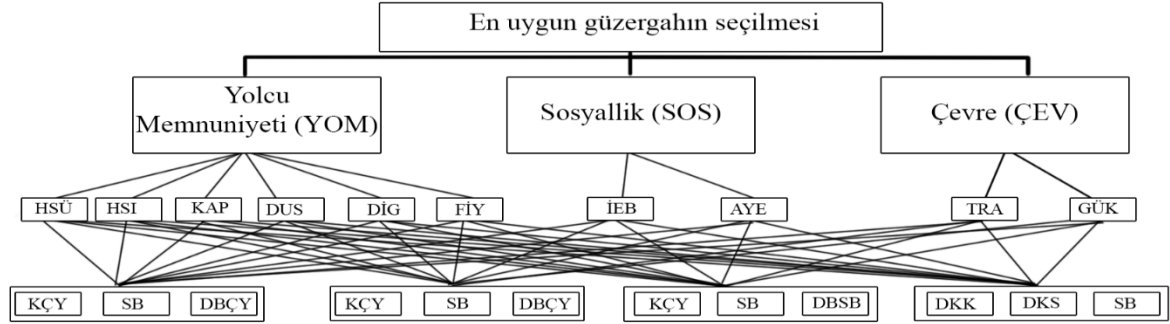 En uygun güzergahın seçilmesi
Yolcu
Memnuniyeti (YOM)
Sosyallik (SOS)
Çevre (ÇEV)
HSÜ
HSI
KAP
DUS
DİG
FİY
İEB
AYE
TRA
GÜK
KÇY
SB
DBÇY
KÇY
SB
DBÇY
KÇY
SB
DBSB
DKK
DKS
SB